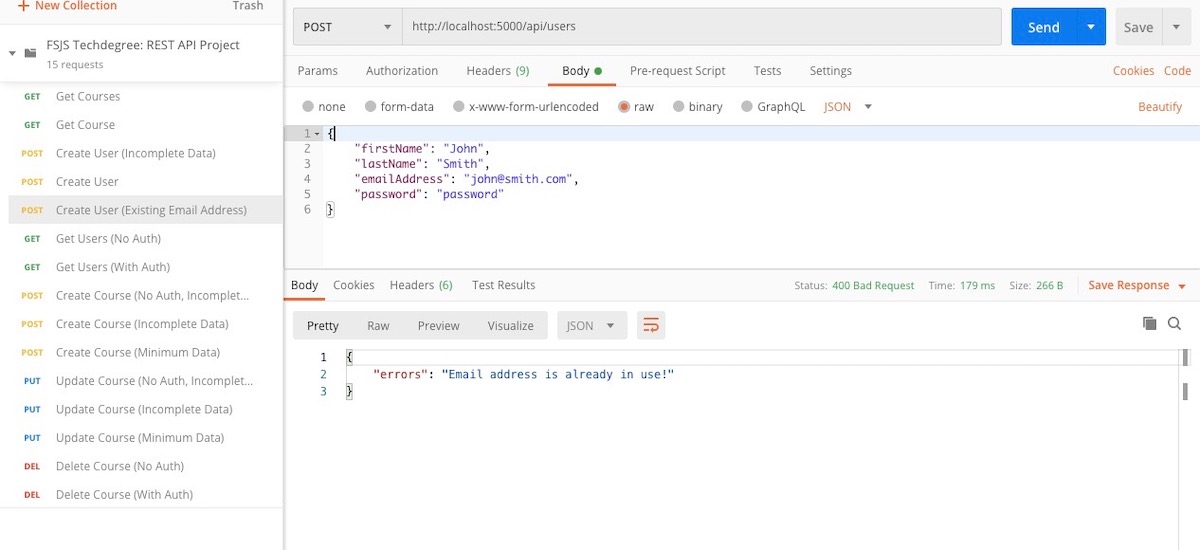 + New Collection Trash
FSJS Techdegree: REST API Project
15 requests
GET Get Courses
GET Get Course
POST Create User (Incomplete Data)
POST Create User
POST Create User (Existing Email Address)
GET Get Users (No Auth)
GET Get Users (With Auth)
POST Create Course (No Auth, Incomplet...
POST Create Course (Incomplete Data)
POST Create Course (Minimum Data)
PUT Update Course (No Auth, Incomplet...
PUT Update Course (Incomplete Data)
PUT Update Course (Minimum Data)
DEL Delete Course (No Auth)
DEL Delete Course (With Auth)
POST http://localhost:5000/api/users Send Save
Params Authorization Headers (9) Body Pre-request Script Tests Settings Cookies Code
none form-data x-www-form-urlencoded raw binary GraphQL JSON Beautify
1 {
2 "firstName": "John",
3 "lastName": "Smith",
4 "emailAddress": "john@smith.com",
5 "password": "password"
6 }
Body Cookies Headers (6) Test Results Status: 400 Bad Request Time: 179 ms Size: 266 B Save Response
Pretty Raw Preview Visualize JSON
1 {
2 "errors": "Email address is already in use!"
3 }